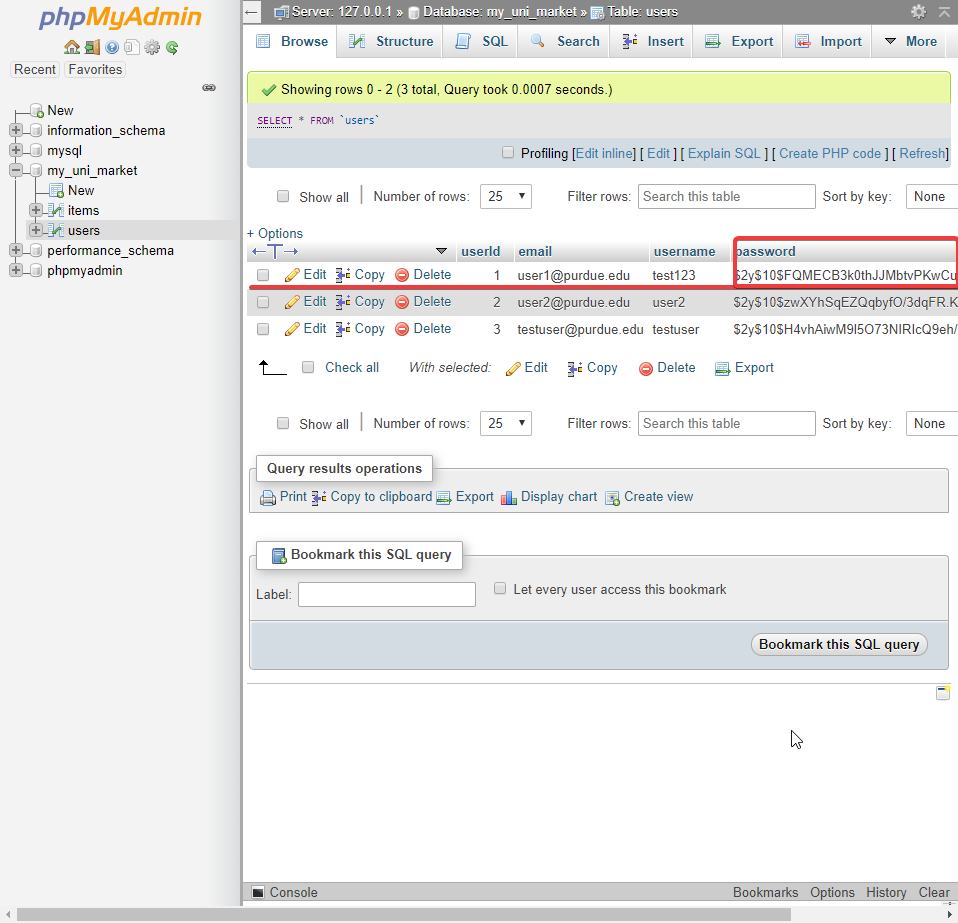 phpMyAdmin
Recent Favorites
New
information_schema
mysql
my_uni_market
New
items
users
performance_schema
phpmyadmin
Server: 127.0.0.1 » Database: my_uni_market » Table: users
Browse Structure SQL Search Insert Export Import More
Showing rows 0 - 2 (3 total, Query took 0.0007 seconds.)
SELECT * FROM `users`
Profiling [Edit inline] [ Edit ] [ Explain SQL ] [ Create PHP code ] [ Refresh]
Show all | Number of rows: 25 Filter rows: Search this table Sort by key: None
+ Options
←T→ userId email username password
Edit Copy Delete 1 user1@purdue.edu test123 $2y$10$FQMECB3k0thJJMbtvPKwCu
Edit Copy Delete 2 user2@purdue.edu user2 $2y$10$zwXYhSqEZQqbyfO/3dqFR.K
Edit Copy Delete 3 testuser@purdue.edu testuser $2y$10$H4vhAiwM9I5O73NIRIcQ9eh/
Check all With selected: Edit Copy Delete Export
Show all | Number of rows: 25 Filter rows: Search this table Sort by key: None
Query results operations
Print Copy to clipboard Export Display chart Create view
Bookmark this SQL query
Label: Let every user access this bookmark
Bookmark this SQL query
Console Bookmarks Options History Clear